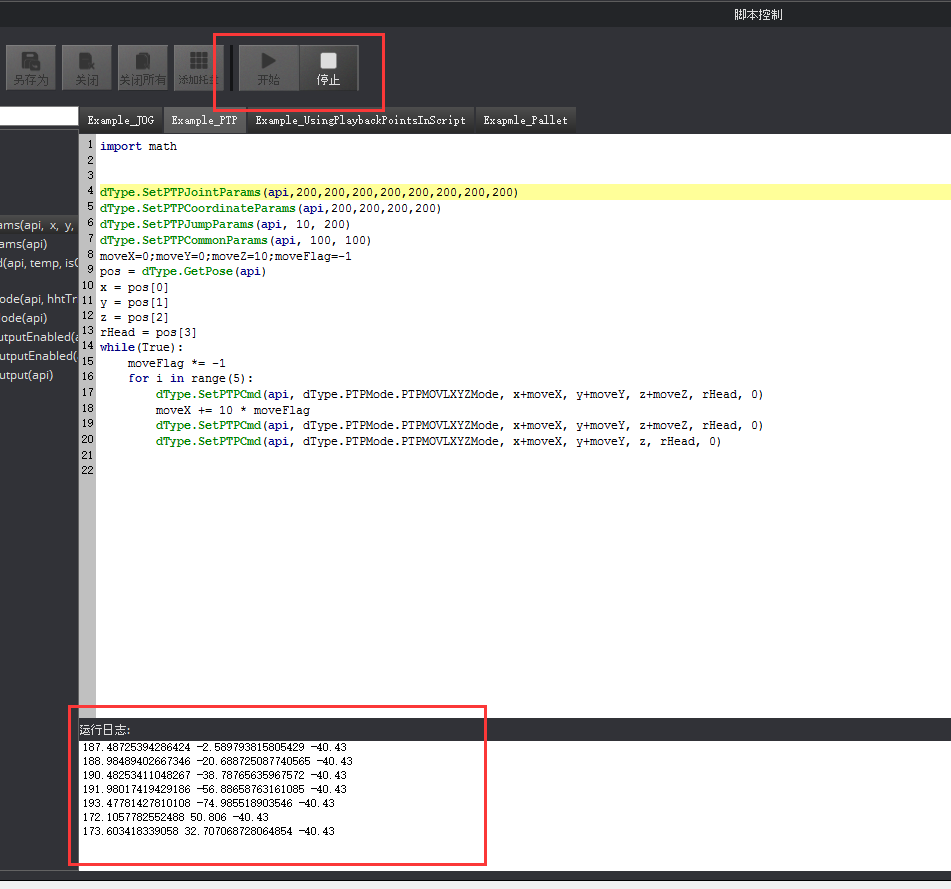 脚本控制
另存为 关闭 关闭所有 添加托盘 开始 停止
Example_JOG Example_PTP Example_UsingPlaybackPointsInScript Exapmle_Pallet
ams(api, x, y,
ams(api)
d(api, temp, is
ode(api, hhtTr
ode(api)
utputEnabled(a
utputEnabled(
utput(api)
1 import math
2
3
4 dType.SetPTPJointParams(api,200,200,200,200,200,200,200,200)
5 dType.SetPTPCoordinateParams(api,200,200,200,200)
6 dType.SetPTPJumpParams(api, 10, 200)
7 dType.SetPTPCommonParams(api, 100, 100)
8 moveX=0;moveY=0;moveZ=10;moveFlag=-1
9 pos = dType.GetPose(api)
10 x = pos[0]
11 y = pos[1]
12 z = pos[2]
13 rHead = pos[3]
14 while(True):
15     moveFlag *= -1
16     for i in range(5):
17         dType.SetPTPCmd(api, dType.PTPMode.PTPMOVLXYZMode, x+moveX, y+moveY, z+moveZ, rHead, 0)
18         moveX += 10 * moveFlag
19         dType.SetPTPCmd(api, dType.PTPMode.PTPMOVLXYZMode, x+moveX, y+moveY, z+moveZ, rHead, 0)
20         dType.SetPTPCmd(api, dType.PTPMode.PTPMOVLXYZMode, x+moveX, y+moveY, z, rHead, 0)
21
22
运行日志:
187.48725394286424 -2.589793815805429 -40.43
188.98489402667346 -20.688725087740565 -40.43
190.48253411048267 -38.78765635967572 -40.43
191.98017419429186 -56.88658763161085 -40.43
193.47781427810108 -74.985518903546 -40.43
172.1057782552488 50.806 -40.43
173.603418339058 32.707068728064854 -40.43